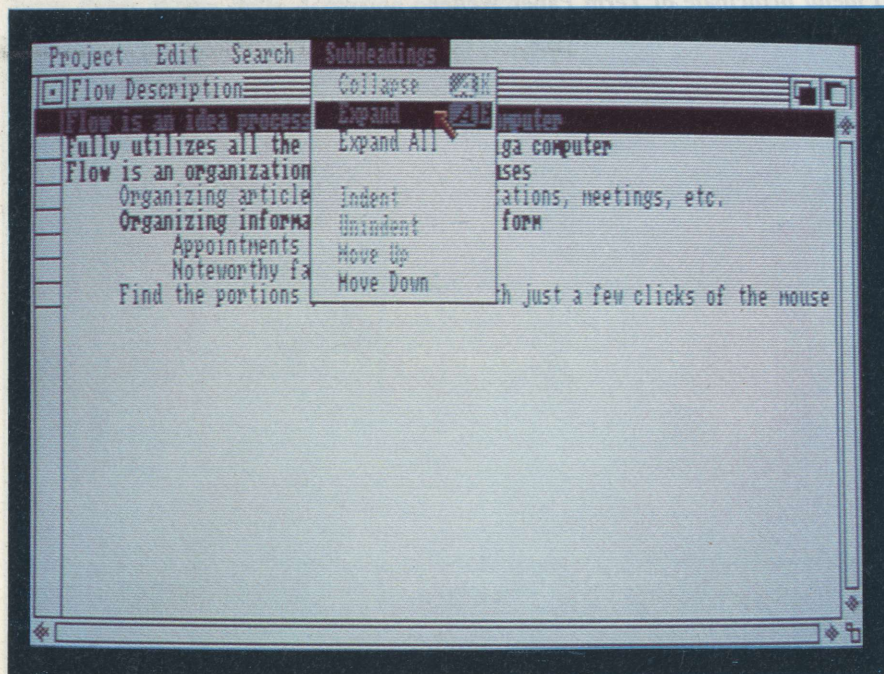 Project Edit Search SubHeadings
Flow Description
Collapse K
Flow is an idea process Expand E mputer
Fully utilizes all the Expand All ga computer
Flow is an organization uses
Organizing article Indent tations, meetings, etc.
Organizing informa Unindent form
Appointments Move Up
Noteworthy fa Move Down
Find the portions th just a few clicks of the mouse